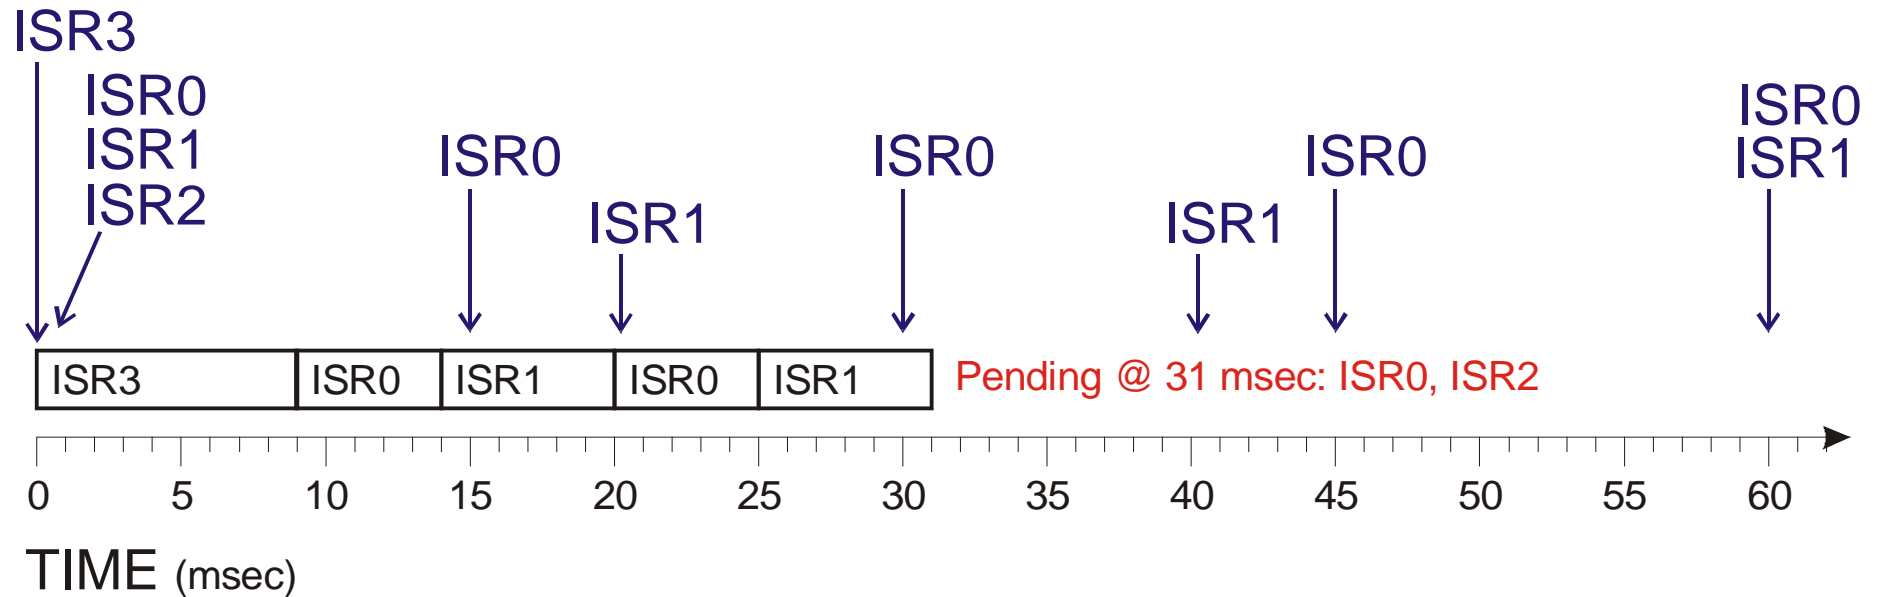 ISR3
ISR0
ISR1
ISR2
ISR0
ISR1
ISR0
ISR1
ISR0
ISR0
ISR1
ISR3 ISR0 ISR1 ISR0 ISR1 Pending @ 31 msec: ISR0, ISR2
0 5 10 15 20 25 30 35 40 45 50 55 60
TIME (msec)